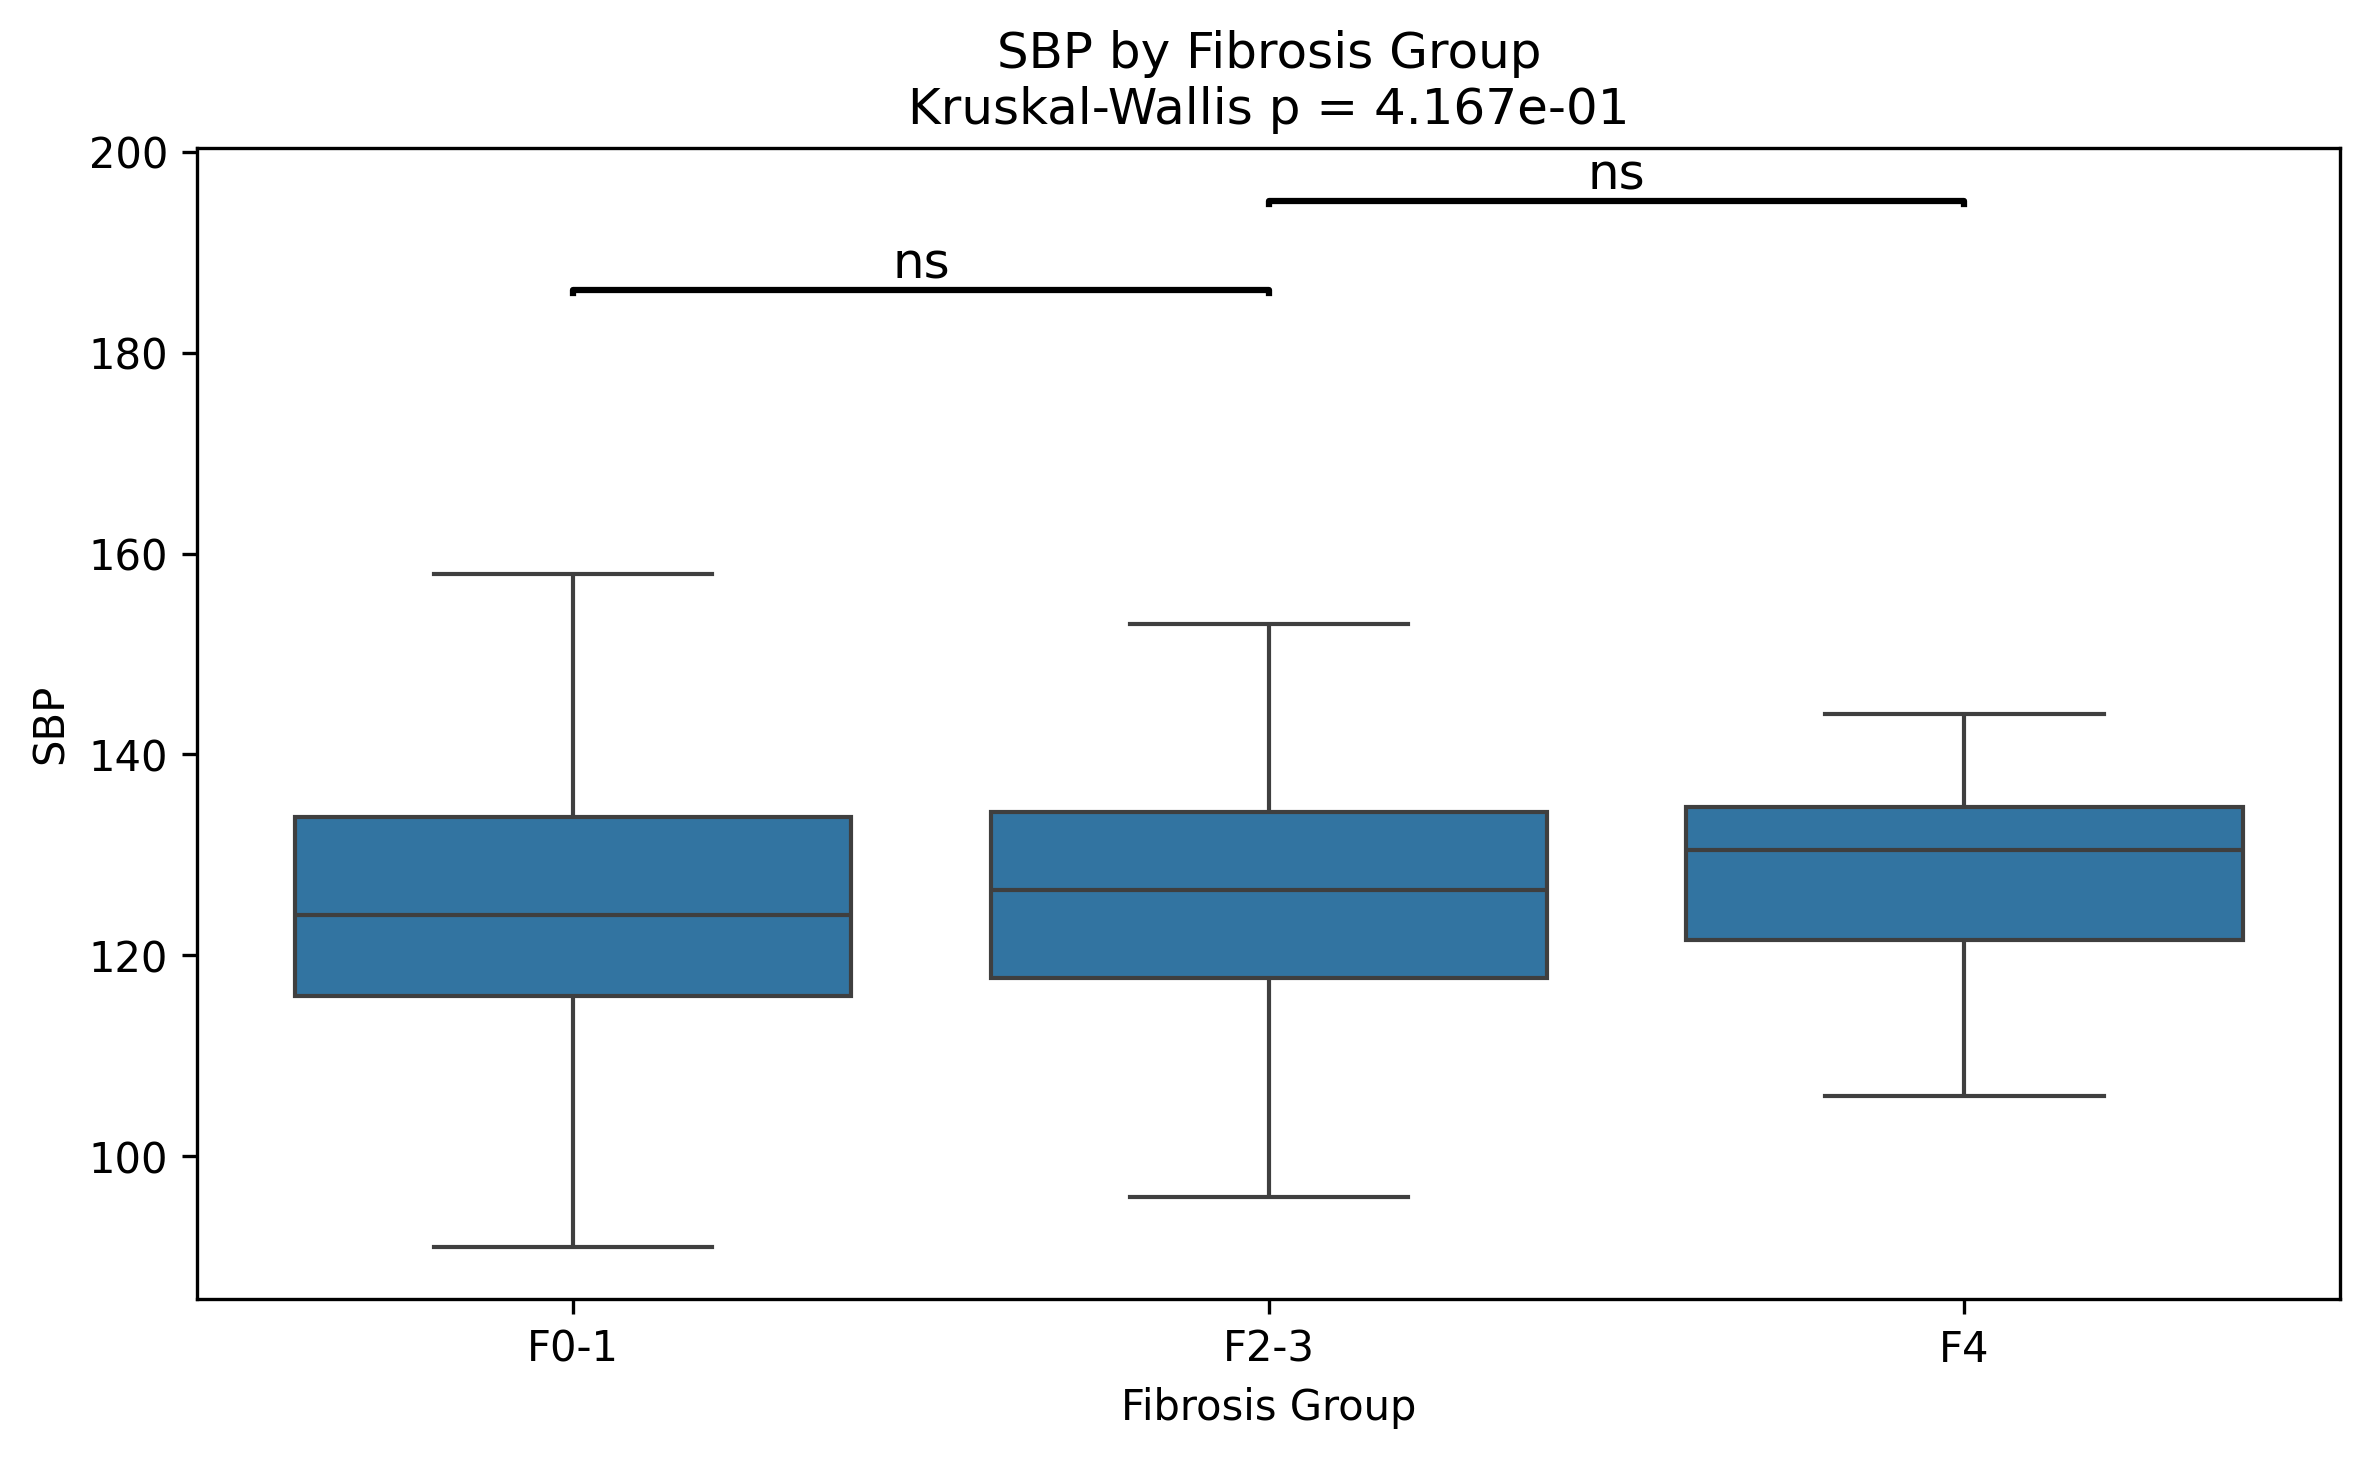 SBP by Fibrosis Group
Kruskal-Wallis p = 4.167e-01
200
180
160
140
120
100
SBP
ns
ns
F0-1
F2-3
F4
Fibrosis Group